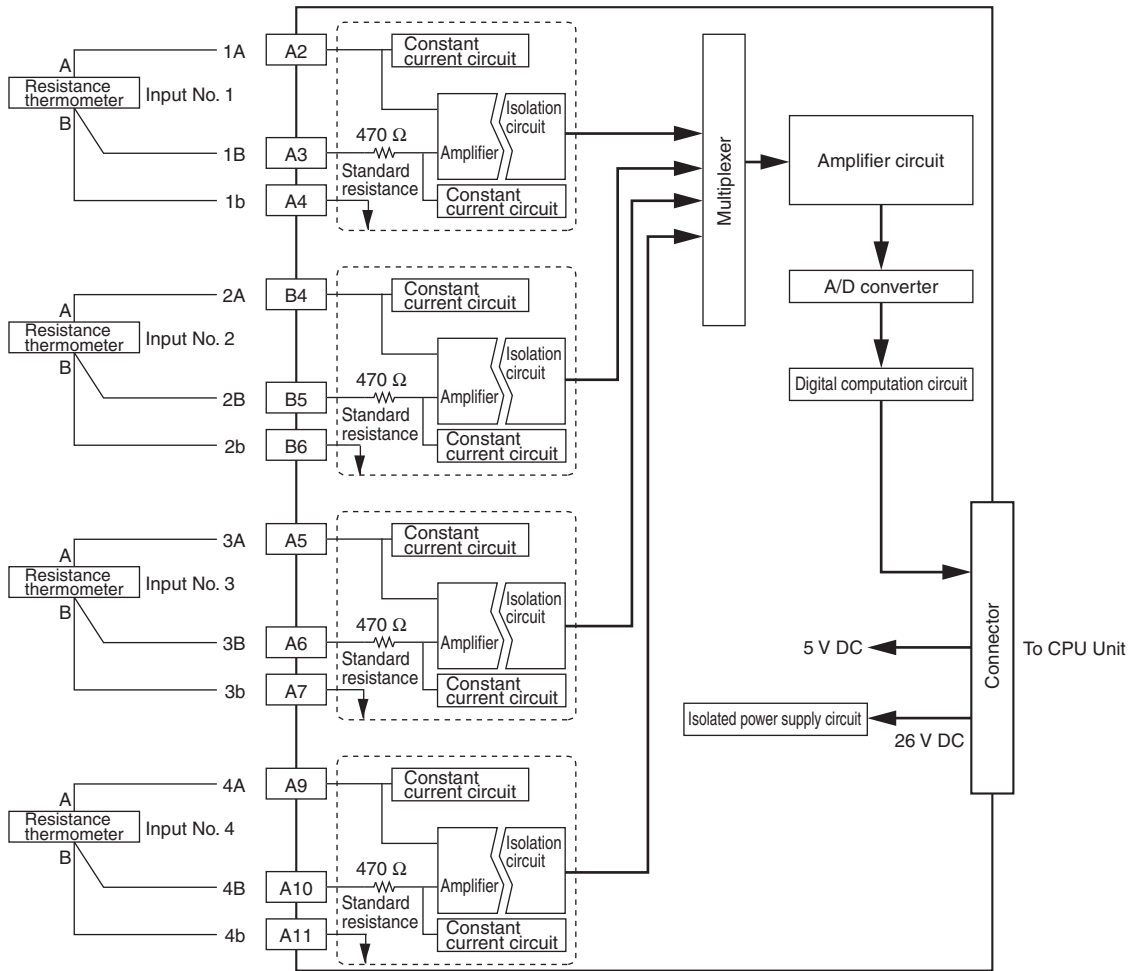 A
Resistance
thermometer
B
Input No. 1
1A
1B
1b
A2
A3
A4
Constant
current circuit
470 Ω
Standard
resistance
Amplifier
Isolation
circuit
Constant
current circuit
A
Resistance
thermometer
B
Input No. 2
2A
2B
2b
B4
B5
B6
Constant
current circuit
470 Ω
Standard
resistance
Amplifier
Isolation
circuit
Constant
current circuit
A
Resistance
thermometer
B
Input No. 3
3A
3B
3b
A5
A6
A7
Constant
current circuit
470 Ω
Standard
resistance
Amplifier
Isolation
circuit
Constant
current circuit
A
Resistance
thermometer
B
Input No. 4
4A
4B
4b
A9
A10
A11
Constant
current circuit
470 Ω
Standard
resistance
Amplifier
Isolation
circuit
Constant
current circuit
Multiplexer
Amplifier circuit
A/D converter
Digital computation circuit
Connector
To CPU Unit
5 V DC
Isolated power supply circuit
26 V DC